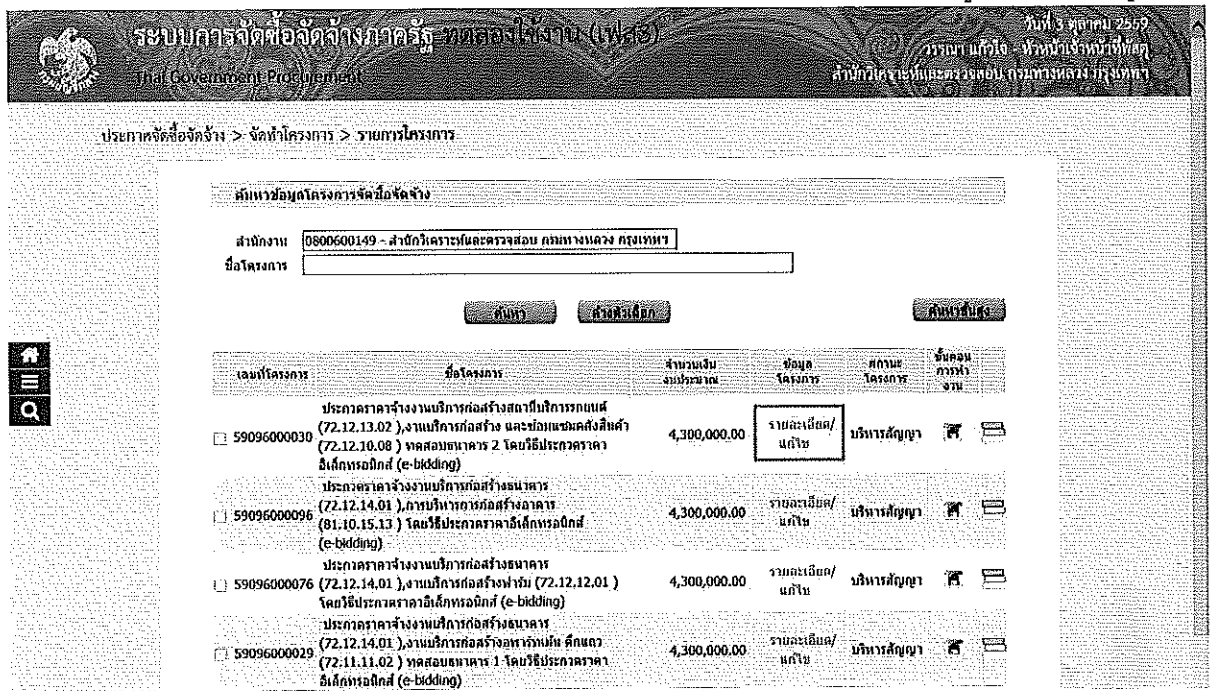 ระบบการจัดซื้อจัดจ้างภาครัฐ ทดลองใช้งาน (เฟส3)
Thai Government Procurement
วันที่ 3 ตุลาคม 2559
วรรณา แก้วใจ - หัวหน้าเจ้าหน้าที่พัสดุ
สำนักวิเคราะห์และตรวจสอบ กรมทางหลวง กรุงเทพฯ
ประกาศจัดซื้อจัดจ้าง > จัดทำโครงการ > รายการโครงการ
ค้นหาข้อมูลโครงการจัดซื้อจัดจ้าง
สำนักงาน 0800600149 - สำนักวิเคราะห์และตรวจสอบ กรมทางหลวง กรุงเทพฯ
ชื่อโครงการ
ค้นหา ล้างตัวเลือก ค้นหาขั้นสูง
เลขที่โครงการ ชื่อโครงการ จำนวนเงินงบประมาณ ข้อมูลโครงการ สถานะโครงการ ขั้นตอนการทำงาน
ประกวดราคาจ้างงานบริการก่อสร้างสถานีบริการรถยนต์
59096000030 (72.12.13.02 ),งานบริการก่อสร้าง และซ่อมแซมคลังสินค้า 4,300,000.00 รายละเอียด/แก้ไข บริหารสัญญา
(72.12.10.08 ) ทดสอบธนาคาร 2 โดยวิธีประกวดราคา
อิเล็กทรอนิกส์ (e-bidding)
ประกวดราคาจ้างงานบริการก่อสร้างธนาคาร
59096000096 (72.12.14.01 ),การบริหารการก่อสร้างอาคาร 4,300,000.00 รายละเอียด/แก้ไข บริหารสัญญา
(81.10.15.13 ) โดยวิธีประกวดราคาอิเล็กทรอนิกส์
(e-bidding)
ประกวดราคาจ้างงานบริการก่อสร้างธนาคาร
59096000076 (72.12.14.01 ),งานบริการก่อสร้างฟาร์ม (72.12.12.01 ) 4,300,000.00 รายละเอียด/แก้ไข บริหารสัญญา
โดยวิธีประกวดราคาอิเล็กทรอนิกส์ (e-bidding)
ประกวดราคาจ้างงานบริการก่อสร้างธนาคาร
59096000029 (72.12.14.01 ),งานบริการก่อสร้างอพาร์ทเม้น ตึกแถว 4,300,000.00 รายละเอียด/แก้ไข บริหารสัญญา
(72.11.11.02 ) ทดสอบธนาคาร 1 โดยวิธีประกวดราคา
อิเล็กทรอนิกส์ (e-bidding)